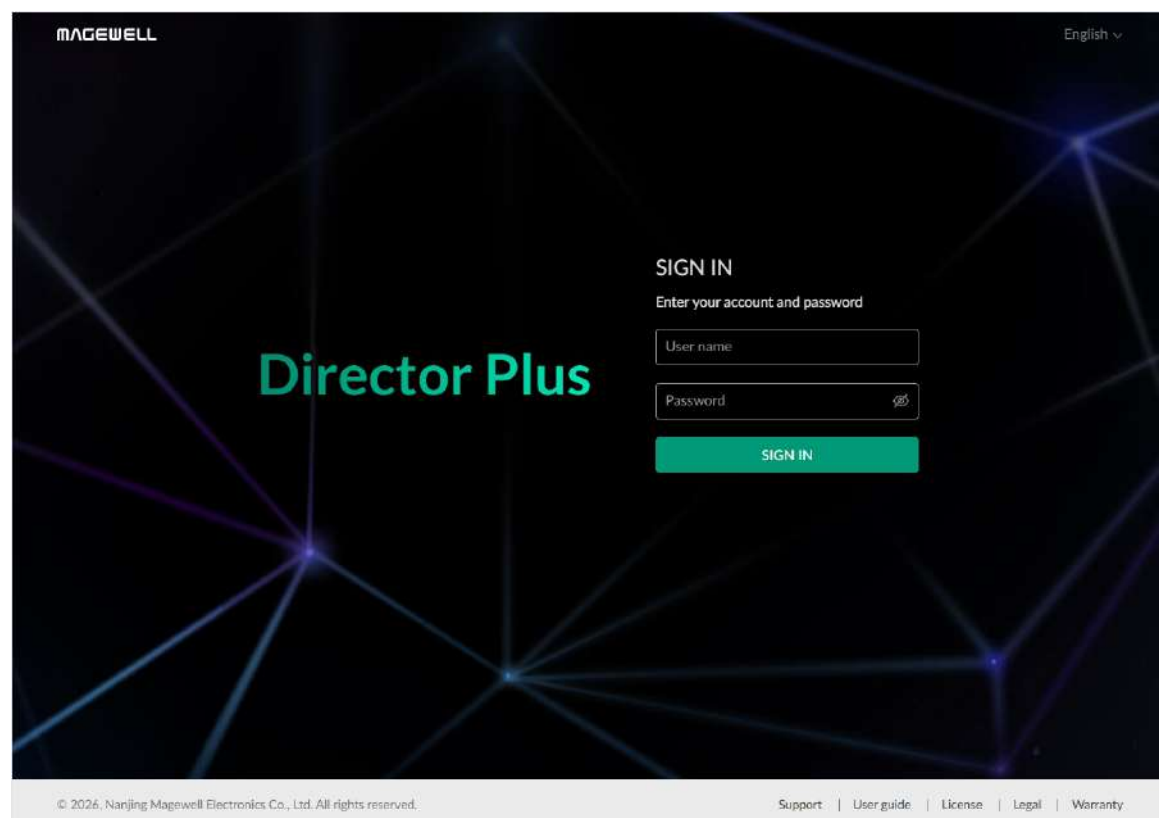 MAGEWELL
English
SIGN IN
Enter your account and password
User name
Director Plus
Password
SIGN IN
© 2026, Nanjing Magewell Electronics Co., Ltd. All rights reserved.
Support | User guide | License | Legal | Warranty